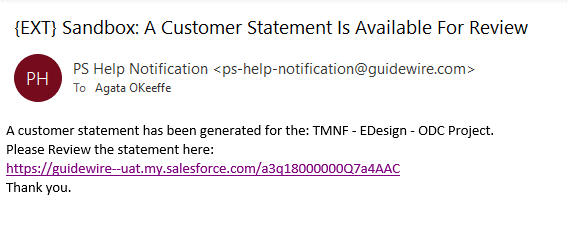 {EXT} Sandbox: A Customer Statement Is Available For Review
PH
PS Help Notification <ps-help-notification@guidewire.com>
To Agata OKeeffe
A customer statement has been generated for the: TMNF - EDesign - ODC Project.
Please Review the statement here:
https://guidewire--uat.my.salesforce.com/a3q18000000Q7a4AAC
Thank you.